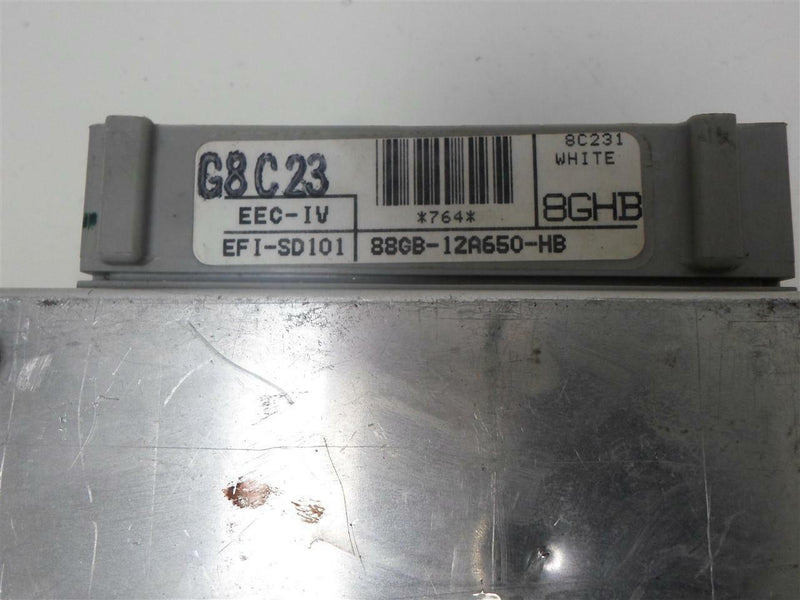 G8C23
8C231
WHITE
*764*
EEC-IV
8GHB
EFI-SD101
88GB-12A650-HB